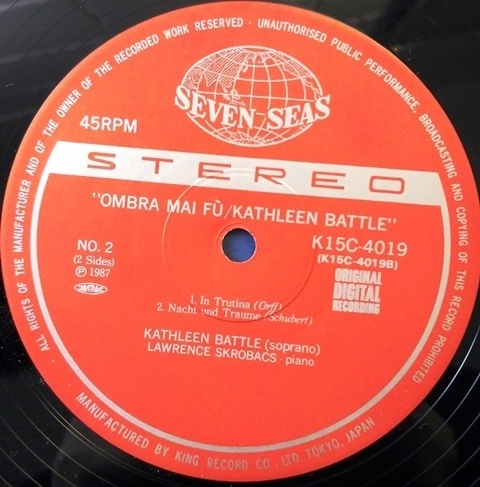 ALL RIGHTS OF THE MANUFACTURER AND OF THE OWNER OF THE RECORDED WORK RESERVED - UNAUTHORISED PUBLIC PERFORMANCE, BROADCASTING AND COPYING OF THIS RECORD PROHIBITED
SEVEN-SEAS
45RPM
STEREO
"OMBRA MAI FÙ/KATHLEEN BATTLE"
NO. 2
(2 Sides)
℗ 1987
K15C-4019
(K15C-4019B)
ORIGINAL
DIGITAL
RECORDING
1. In Trutina (Orff)
2. Nacht und Traume (Schubert)
KATHLEEN BATTLE (soprano)
LAWRENCE SKROBACS - piano
MANUFACTURED BY KING RECORD CO., LTD. TOKYO, JAPAN